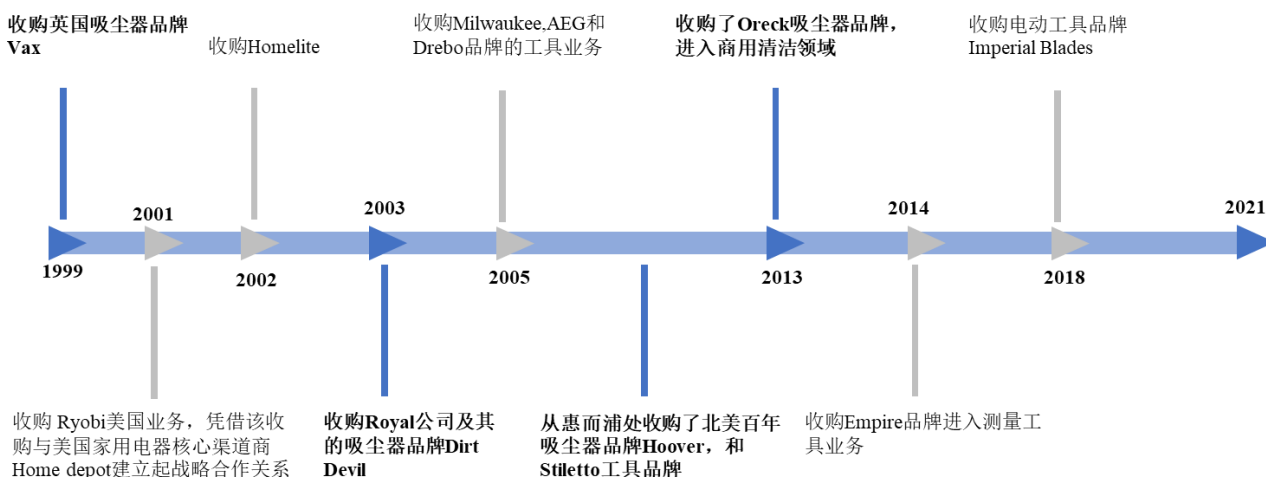 收购英国吸尘器品牌
Vax
收购Homelite
收购Milwaukee,AEG和
Drebo品牌的工具业务
收购了Oreck吸尘器品牌，
进入商用清洁领域
收购电动工具品牌
Imperial Blades
2001
2003
2014
2021
1999
2002
2005
2013
2018
收购 Ryobi美国业务，凭借该收
购与美国家用电器核心渠道商
Home depot建立起战略合作关系
收购Royal公司及其
的吸尘器品牌Dirt
Devil
从惠而浦处收购了北美百年
吸尘器品牌Hoover，和
Stiletto工具品牌
收购Empire品牌进入测量工
具业务